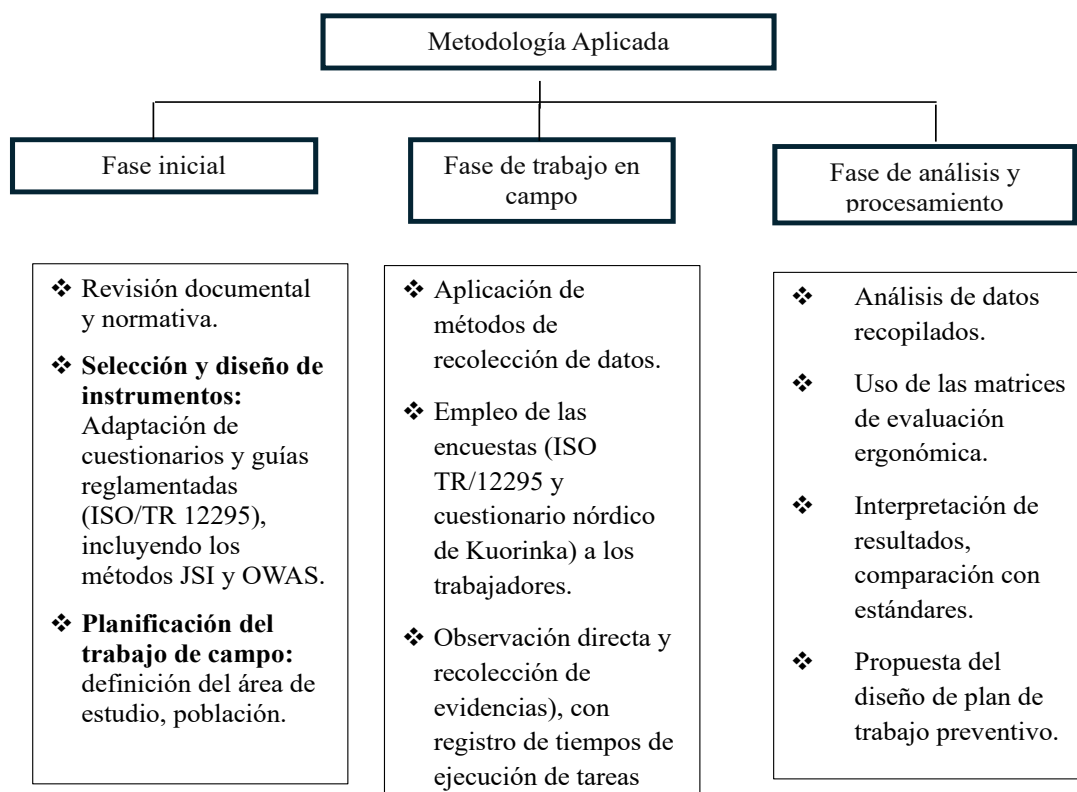 Metodología Aplicada
Fase inicial
Fase de trabajo en
campo
Fase de análisis y
procesamiento
❖ Revisión documental
y normativa.
❖ Selección y diseño de
instrumentos:
Adaptación de
cuestionarios y guías
reglamentadas
(ISO/TR 12295),
incluyendo los
métodos JSI y OWAS.
❖ Planificación del
trabajo de campo:
definición del área de
estudio, población.
❖ Aplicación de
métodos de
recolección de datos.
❖ Empleo de las
encuestas (ISO
TR/12295 y
cuestionario nórdico
de Kuorinka) a los
trabajadores.
❖ Observación directa y
recolección de
evidencias), con
registro de tiempos de
ejecución de tareas
❖ Análisis de datos
recopilados.
❖ Uso de las matrices
de evaluación
ergonómica.
❖ Interpretación de
resultados,
comparación con
estándares.
❖ Propuesta del
diseño de plan de
trabajo preventivo.